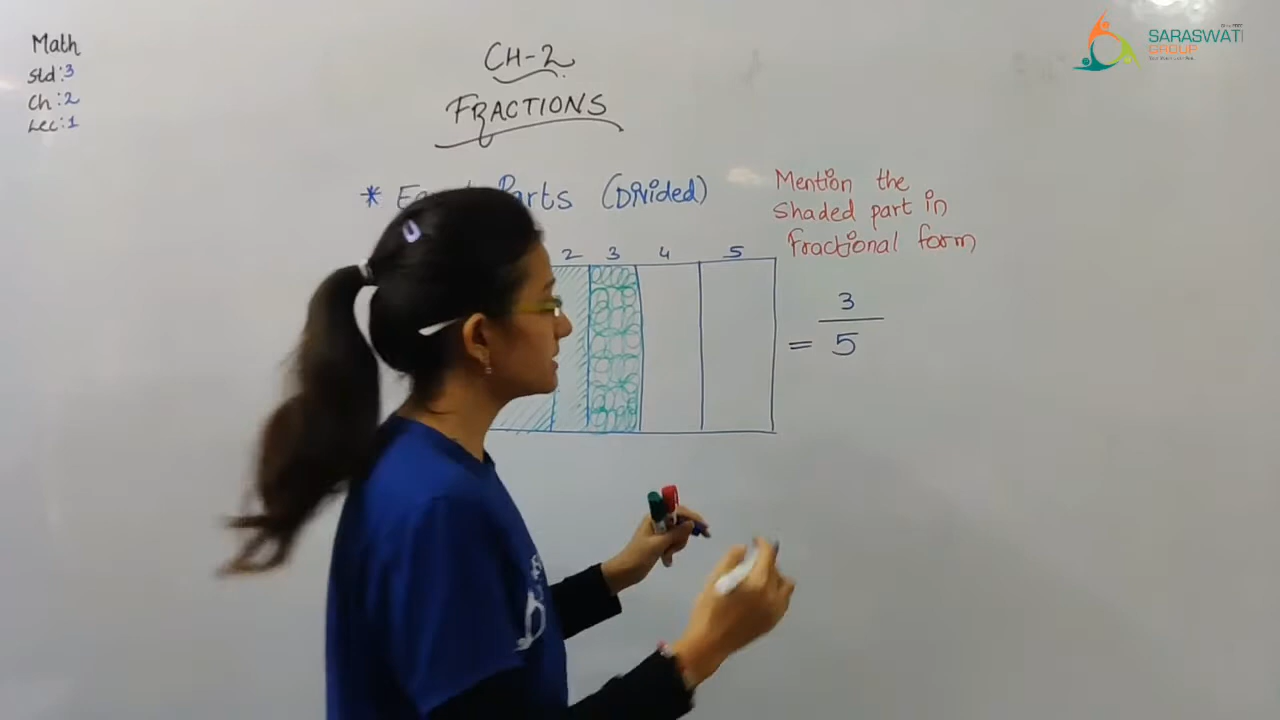 Math
Std:3
Ch:2
Lec:1
CH-2
FRACTIONS
* Parts (Divided)
2 3 4 5
Mention the
shaded part in
Fractional form
= 3/5
SARASWATI
GROUP